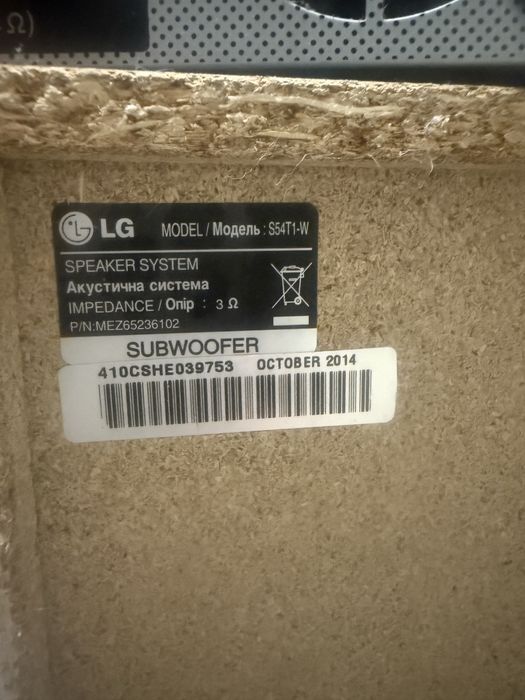 Ω)
LG MODEL / Модель : S54T1-W
SPEAKER SYSTEM
Акустична система
IMPEDANCE / Опір : 3 Ω
P/N:MEZ65236102
SUBWOOFER
410CSHE039753 OCTOBER 2014